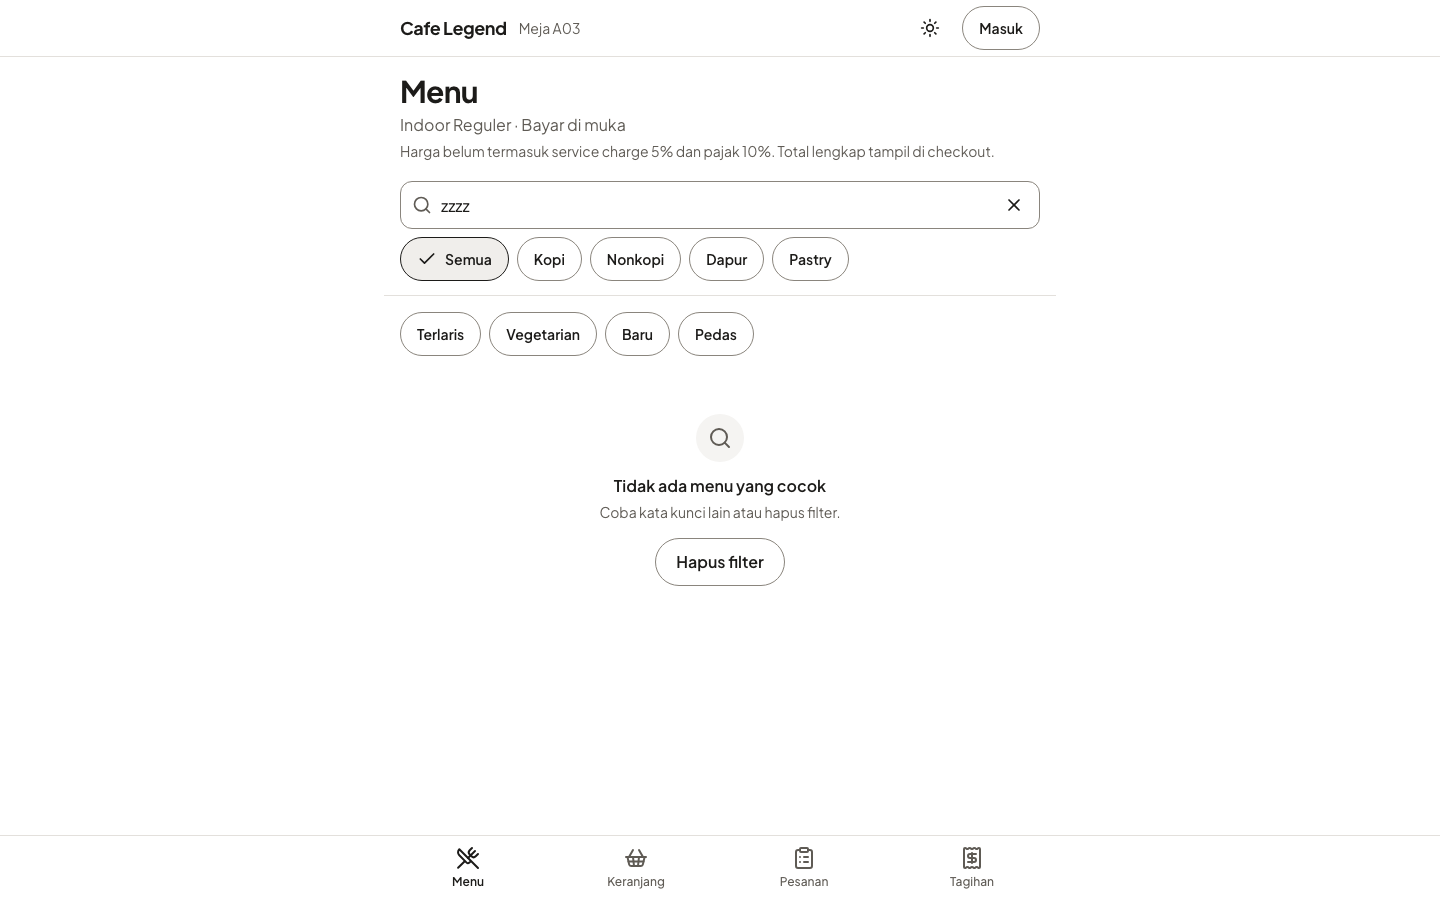 Cafe Legend Meja A03 Masuk
Menu
Indoor Reguler · Bayar di muka
Harga belum termasuk service charge 5% dan pajak 10%. Total lengkap tampil di checkout.
zzzz
Semua Kopi Nonkopi Dapur Pastry
Terlaris Vegetarian Baru Pedas
Tidak ada menu yang cocok
Coba kata kunci lain atau hapus filter.
Hapus filter
Menu Keranjang Pesanan Tagihan